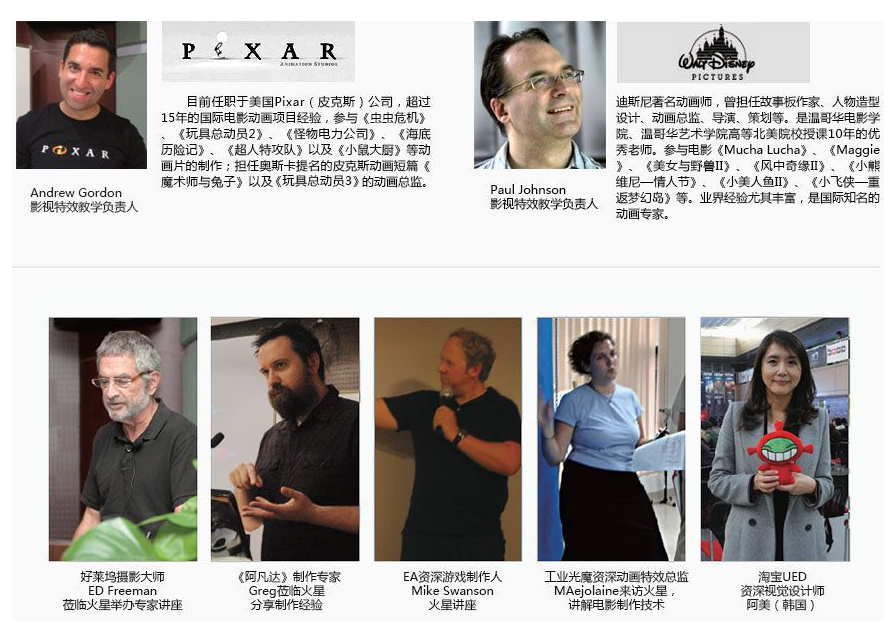 PIXAR
ANIMATION STUDIOS
PIXAR
目前任职于美国Pixar（皮克斯）公司，超过
15年的国际电影动画项目经验，参与《虫虫危机》
、《玩具总动员2》、《怪物电力公司》、《海底
历险记》、《超人特攻队》以及《小鼠大厨》等动
画片的制作；担任奥斯卡提名的皮克斯动画短篇《
魔术师与兔子》以及《玩具总动员3》的动画总监。
Andrew Gordon
影视特效教学负责人
WALT DISNEY
PICTURES
迪斯尼著名动画师，曾担任故事板作家、人物造型
设计、动画总监、导演、策划等。是温哥华电影学
院、温哥华艺术学院高等北美院校授课10年的优
秀老师。参与电影《Mucha Lucha》、《Maggie
》、《美女与野兽II》、《风中奇缘II》、《小熊
维尼—情人节》、《小美人鱼II》、《小飞侠—重
返梦幻岛》等。业界经验尤其丰富，是国际知名的
动画专家。
Paul Johnson
影视特效教学负责人
好莱坞摄影大师
ED Freeman
莅临火星举办专家讲座
《阿凡达》制作专家
Greg莅临火星
分享制作经验
EA资深游戏制作人
Mike Swanson
火星讲座
工业光魔资深动画特效总监
MAejolaine来访火星，
讲解电影制作技术
淘宝UED
资深视觉设计师
阿美（韩国）